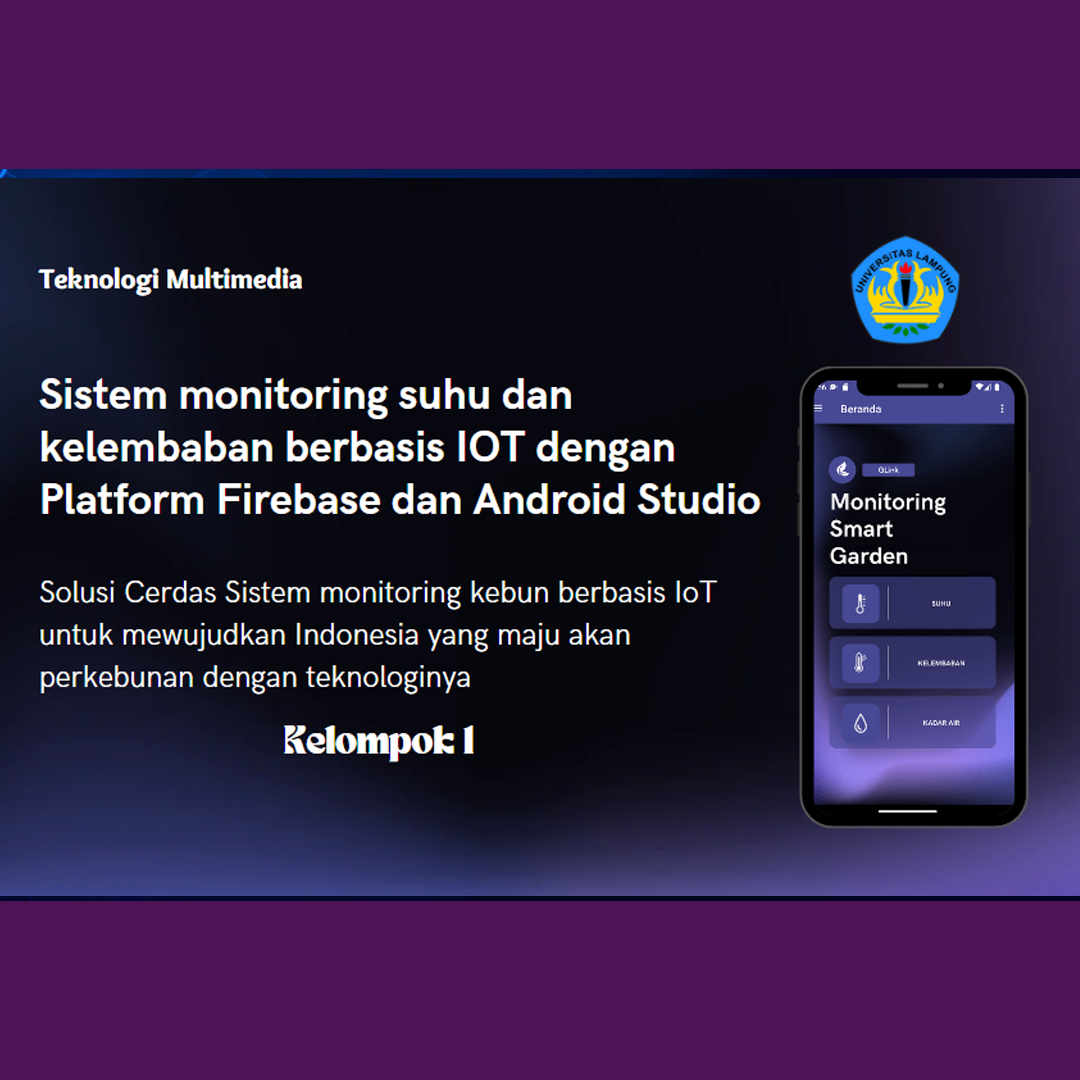 Teknologi Multimedia
UNIVERSITAS LAMPUNG
Sistem monitoring suhu dan
kelembaban berbasis IOT dengan
Platform Firebase dan Android Studio
Solusi Cerdas Sistem monitoring kebun berbasis IoT
untuk mewujudkan Indonesia yang maju akan
perkebunan dengan teknologinya
Kelompok 1
Beranda
GLink
Monitoring
Smart
Garden
SUHU
KELEMBABAN
KADAR AIR